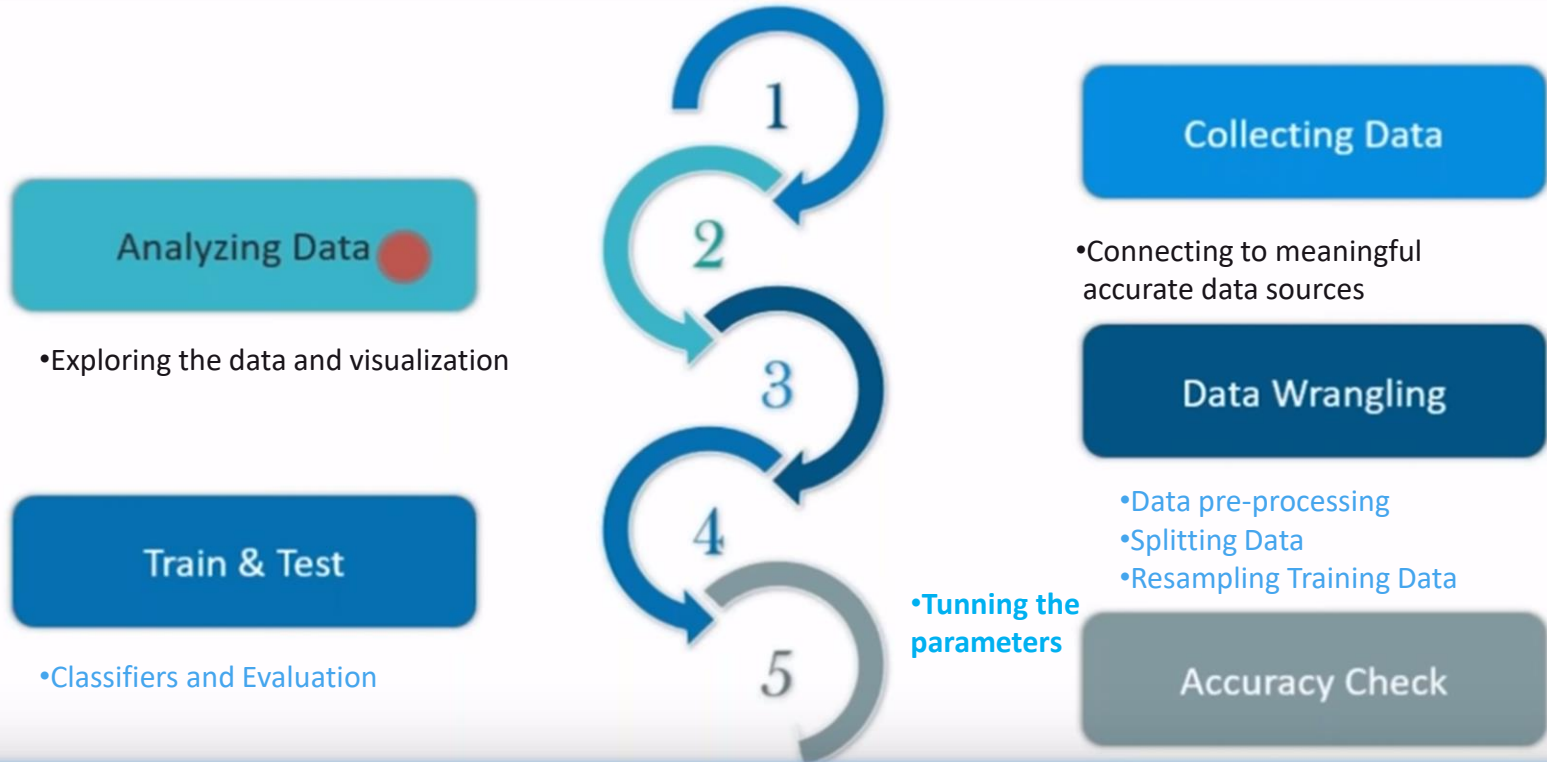 1
Collecting Data
•Connecting to meaningful
accurate data sources
2
Analyzing Data
•Exploring the data and visualization
3
Data Wrangling
•Data pre-processing
•Splitting Data
•Resampling Training Data
4
Train & Test
•Classifiers and Evaluation
5
•Tunning the
parameters
Accuracy Check